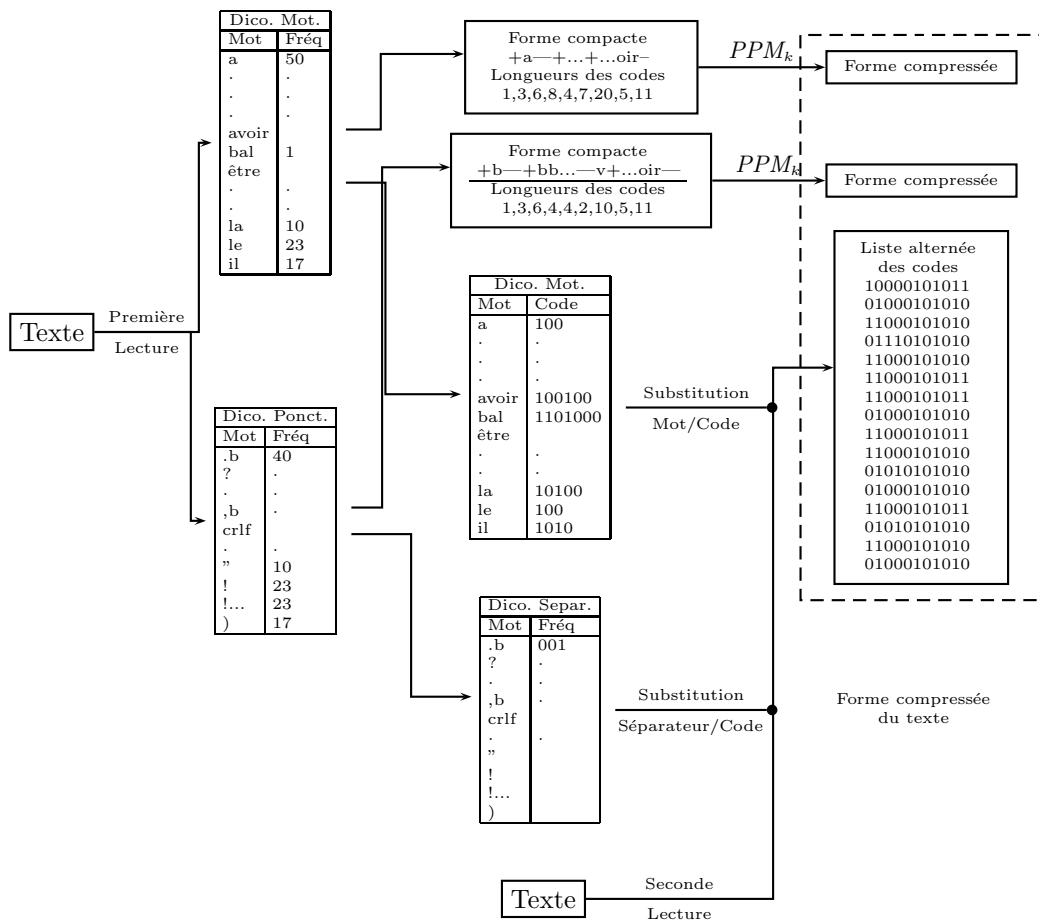 Dico. Mot.
Mot Fréq
a 50
. .
. .
. .
avoir
bal 1
être
. .
. .
la 10
le 23
il 17
Forme compacte
+a—+...+...oir–
Longueurs des codes
1,3,6,8,4,7,20,5,11
PPMₖ
Forme compressée
Forme compacte
+b—+bb...—v+...oir—
Longueurs des codes
1,3,6,4,4,2,10,5,11
PPMₖ
Forme compressée
Texte
Première
Lecture
Dico. Ponct.
Mot Fréq
.b 40
? .
. .
,b .
crlf
. .
” 10
! 23
!... 23
) 17
Dico. Mot.
Mot Code
a 100
. .
. .
. .
avoir 100100
bal 1101000
être
. .
. .
la 10100
le 100
il 1010
Substitution
Mot/Code
Liste alternée
des codes
10000101011
01000101010
11000101010
01110101010
11000101010
11000101011
11000101011
01000101010
11000101011
11000101010
01010101010
01000101010
11000101011
01010101010
11000101010
01000101010
Dico. Separ.
Mot Fréq
.b 001
? .
. .
,b .
crlf
. .
”
!
!...
)
Substitution
Séparateur/Code
Forme compressée
du texte
Texte
Seconde
Lecture